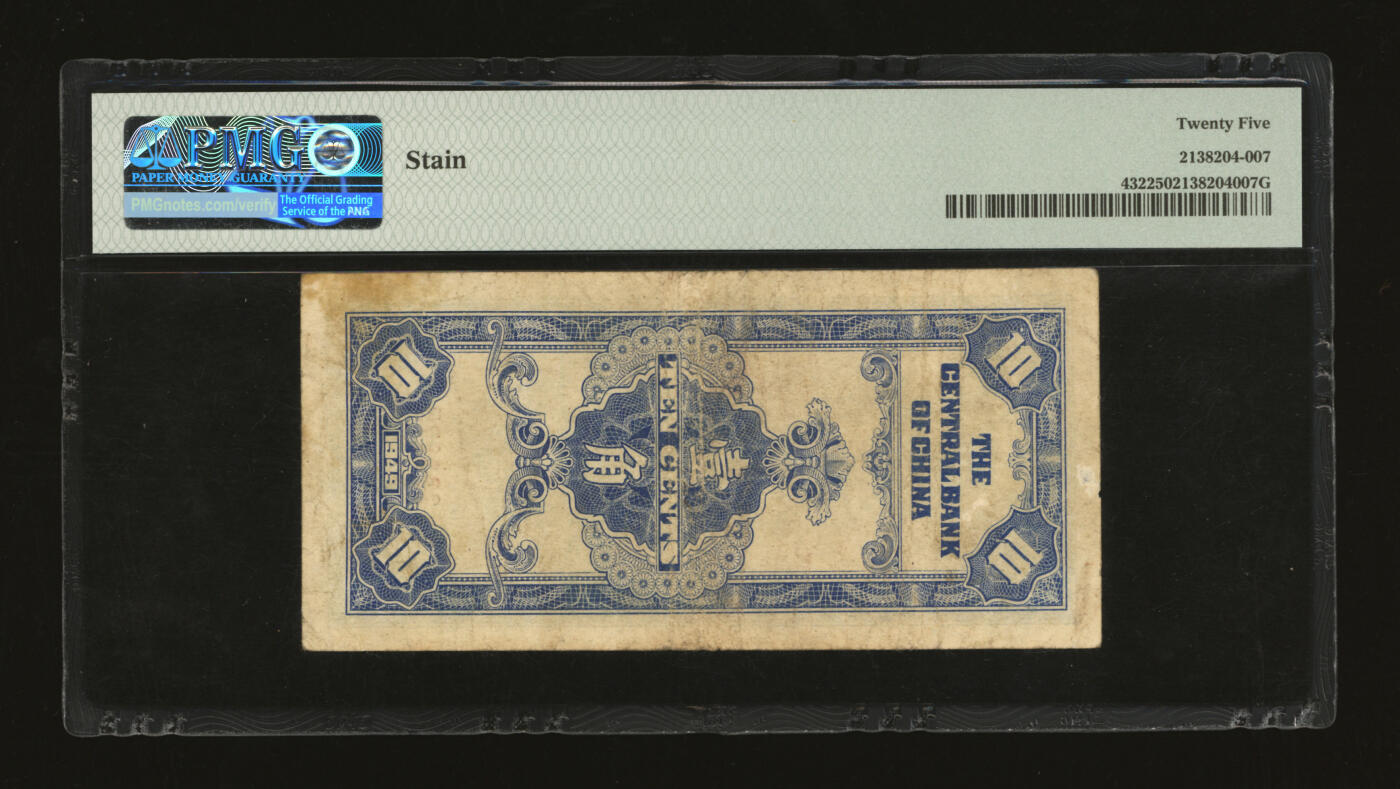 PMG
PAPER MONEY GUARANTY
PMGnotes.com/verify
The Official Grading
Service of the PNG
Stain
Twenty Five
2138204-007
4322502138204007G
10
10
THE
CENTRAL BANK
OF CHINA
壹
角
TEN CENTS
10
10
1946